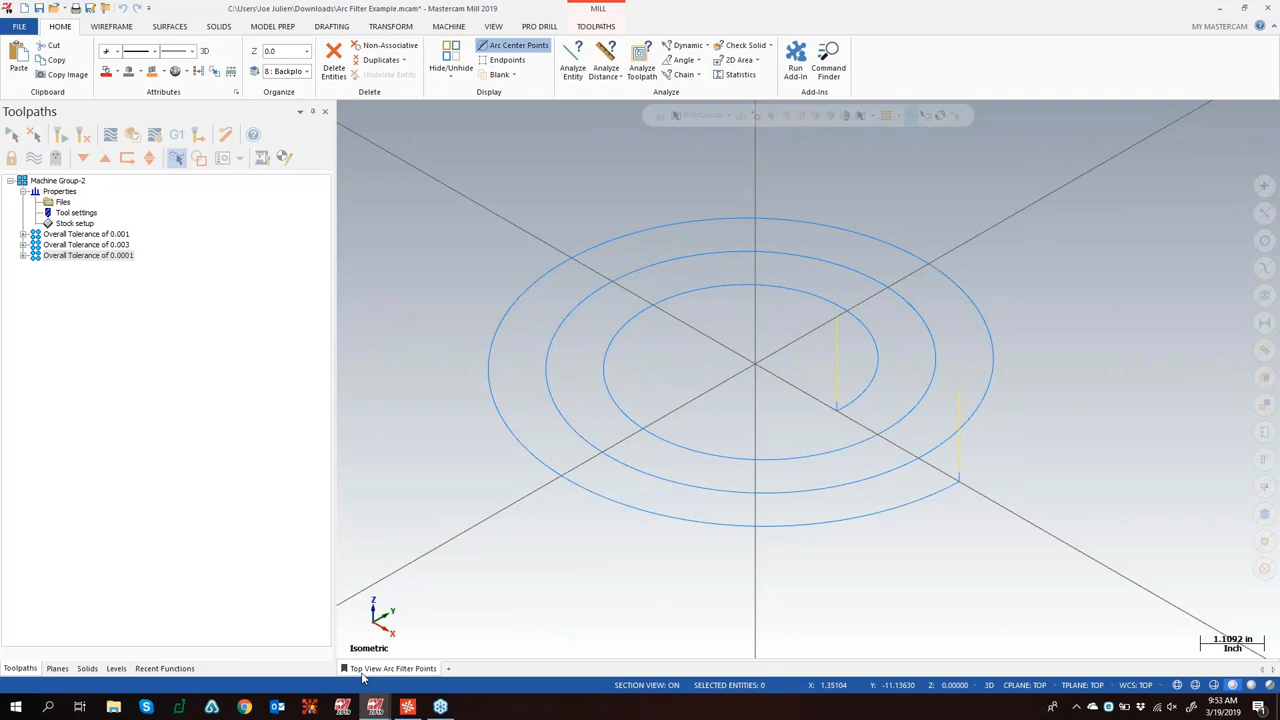 C:\Users\Joe Julien\Downloads\Arc Filter Example.mcam* - Mastercam Mill 2019
MILL
FILE HOME WIREFRAME SURFACES SOLIDS MODEL PREP DRAFTING TRANSFORM MACHINE VIEW PRO DRILL TOOLPATHS MY MASTERCAM
Paste
Cut
Copy
Copy Image
Clipboard
3D
Attributes
Z 0.0
8 : Backplo
Organize
Delete
Entities
Non-Associative
Duplicates
Undelete Entity
Delete
Hide/Unhide
Arc Center Points
Endpoints
Blank
Display
Analyze
Entity
Analyze
Distance
Analyze
Toolpath
Dynamic
Angle
Chain
Check Solid
2D Area
Statistics
Analyze
Run
Add-In
Command
Finder
Add-Ins
Toolpaths
AutoCursor
G1
Machine Group-2
Properties
Files
Tool settings
Stock setup
Overall Tolerance of 0.001
Overall Tolerance of 0.003
Overall Tolerance of 0.0001
Z
Y
X
Isometric
1.1092 in
Inch
Toolpaths Planes Solids Levels Recent Functions
Top View Arc Filter Points +
SECTION VIEW: ON SELECTED ENTITIES: 0 X: 1.35104 Y: -11.13630 Z: 0.00000 3D CPLANE: TOP TPLANE: TOP WCS: TOP
2019 2019
9:53 AM
3/19/2019